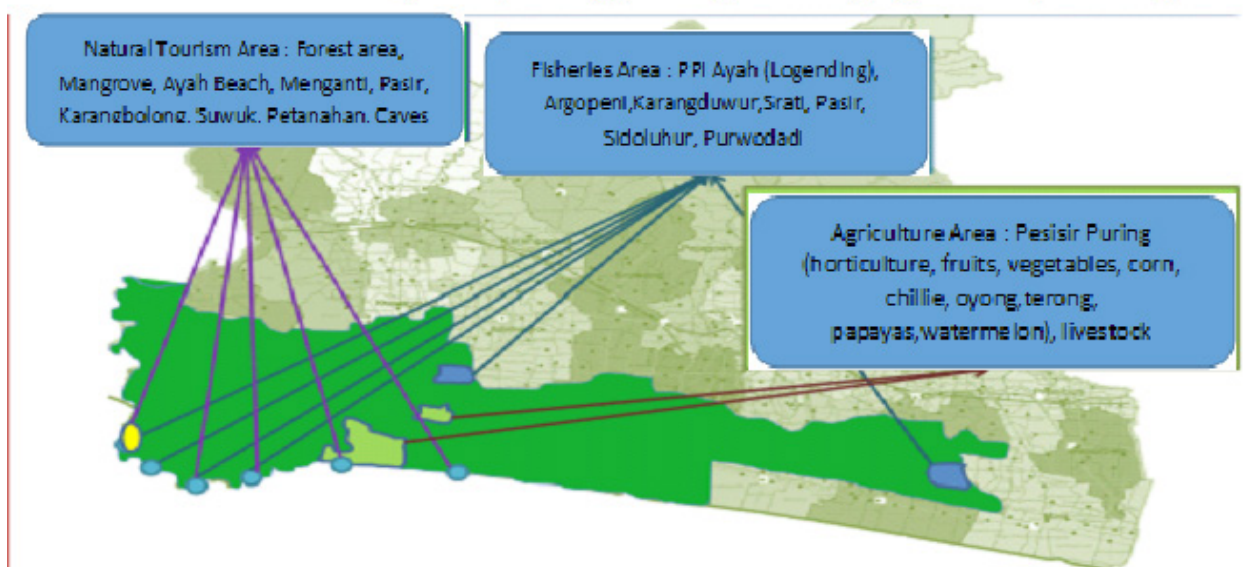 Natural Tourism Area : Forest area,
Mangrove, Ayah Beach, Menganti, Pasir,
Karangbolong. Suwuk. Petanahan. Caves
Fisheries Area : PPI Ayah (Logending),
Argopeni,Karangduwur,Srati, Pasir,
Sidoluhur, Purwodadi
Agriculture Area : Pesisir Puring
(horticulture, fruits, vegetables, corn,
chillie, oyong,terong,
papayas,watermelon), livestock